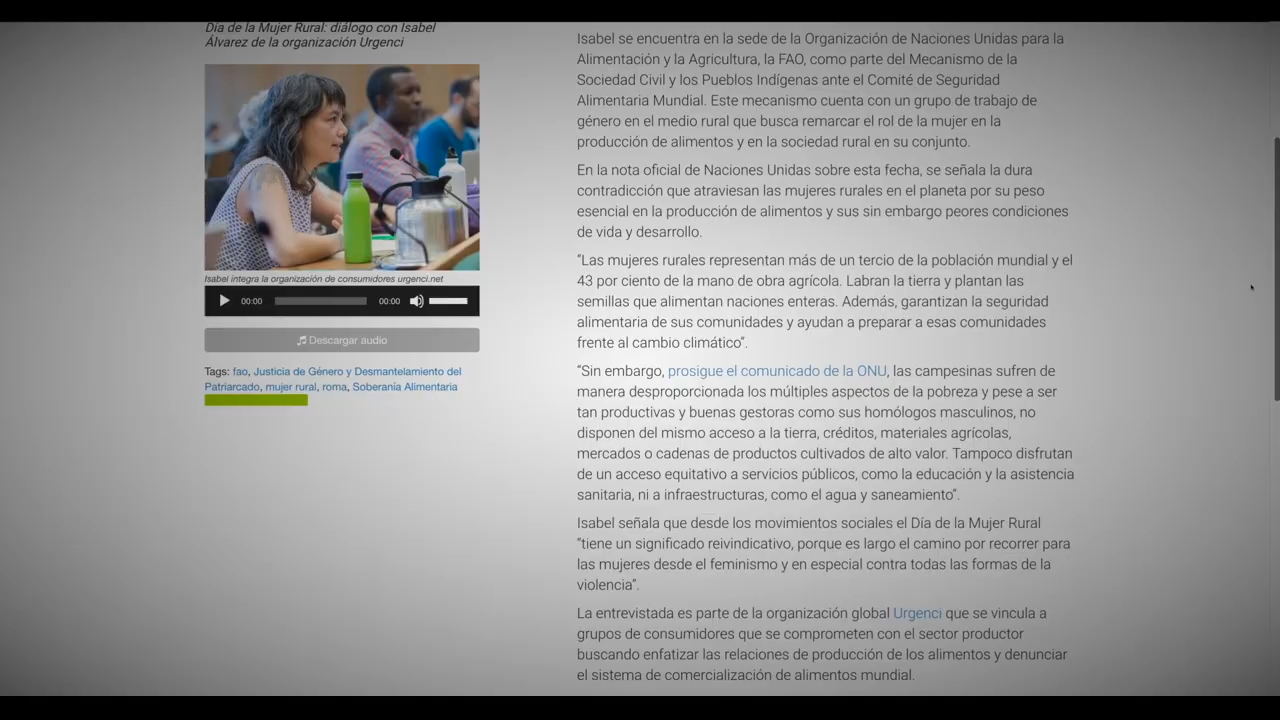 Día de la Mujer Rural: diálogo con Isabel
Álvarez de la organización Urgenci
Isabel integra la organización de consumidores urgenci.net
00:00
00:00
Descargar audio
Tags: fao, Justicia de Género y Desmantelamiento del
Patriarcado, mujer rural, roma, Soberanía Alimentaria
Isabel se encuentra en la sede de la Organización de Naciones Unidas para la
Alimentación y la Agricultura, la FAO, como parte del Mecanismo de la
Sociedad Civil y los Pueblos Indígenas ante el Comité de Seguridad
Alimentaria Mundial. Este mecanismo cuenta con un grupo de trabajo de
género en el medio rural que busca remarcar el rol de la mujer en la
producción de alimentos y en la sociedad rural en su conjunto.
En la nota oficial de Naciones Unidas sobre esta fecha, se señala la dura
contradicción que atraviesan las mujeres rurales en el planeta por su peso
esencial en la producción de alimentos y sus sin embargo peores condiciones
de vida y desarrollo.
“Las mujeres rurales representan más de un tercio de la población mundial y el
43 por ciento de la mano de obra agrícola. Labran la tierra y plantan las
semillas que alimentan naciones enteras. Además, garantizan la seguridad
alimentaria de sus comunidades y ayudan a preparar a esas comunidades
frente al cambio climático”.
“Sin embargo, prosigue el comunicado de la ONU, las campesinas sufren de
manera desproporcionada los múltiples aspectos de la pobreza y pese a ser
tan productivas y buenas gestoras como sus homólogos masculinos, no
disponen del mismo acceso a la tierra, créditos, materiales agrícolas,
mercados o cadenas de productos cultivados de alto valor. Tampoco disfrutan
de un acceso equitativo a servicios públicos, como la educación y la asistencia
sanitaria, ni a infraestructuras, como el agua y saneamiento”.
Isabel señala que desde los movimientos sociales el Día de la Mujer Rural
“tiene un significado reivindicativo, porque es largo el camino por recorrer para
las mujeres desde el feminismo y en especial contra todas las formas de la
violencia”.
La entrevistada es parte de la organización global Urgenci que se vincula a
grupos de consumidores que se comprometen con el sector productor
buscando enfatizar las relaciones de producción de los alimentos y denunciar
el sistema de comercialización de alimentos mundial.